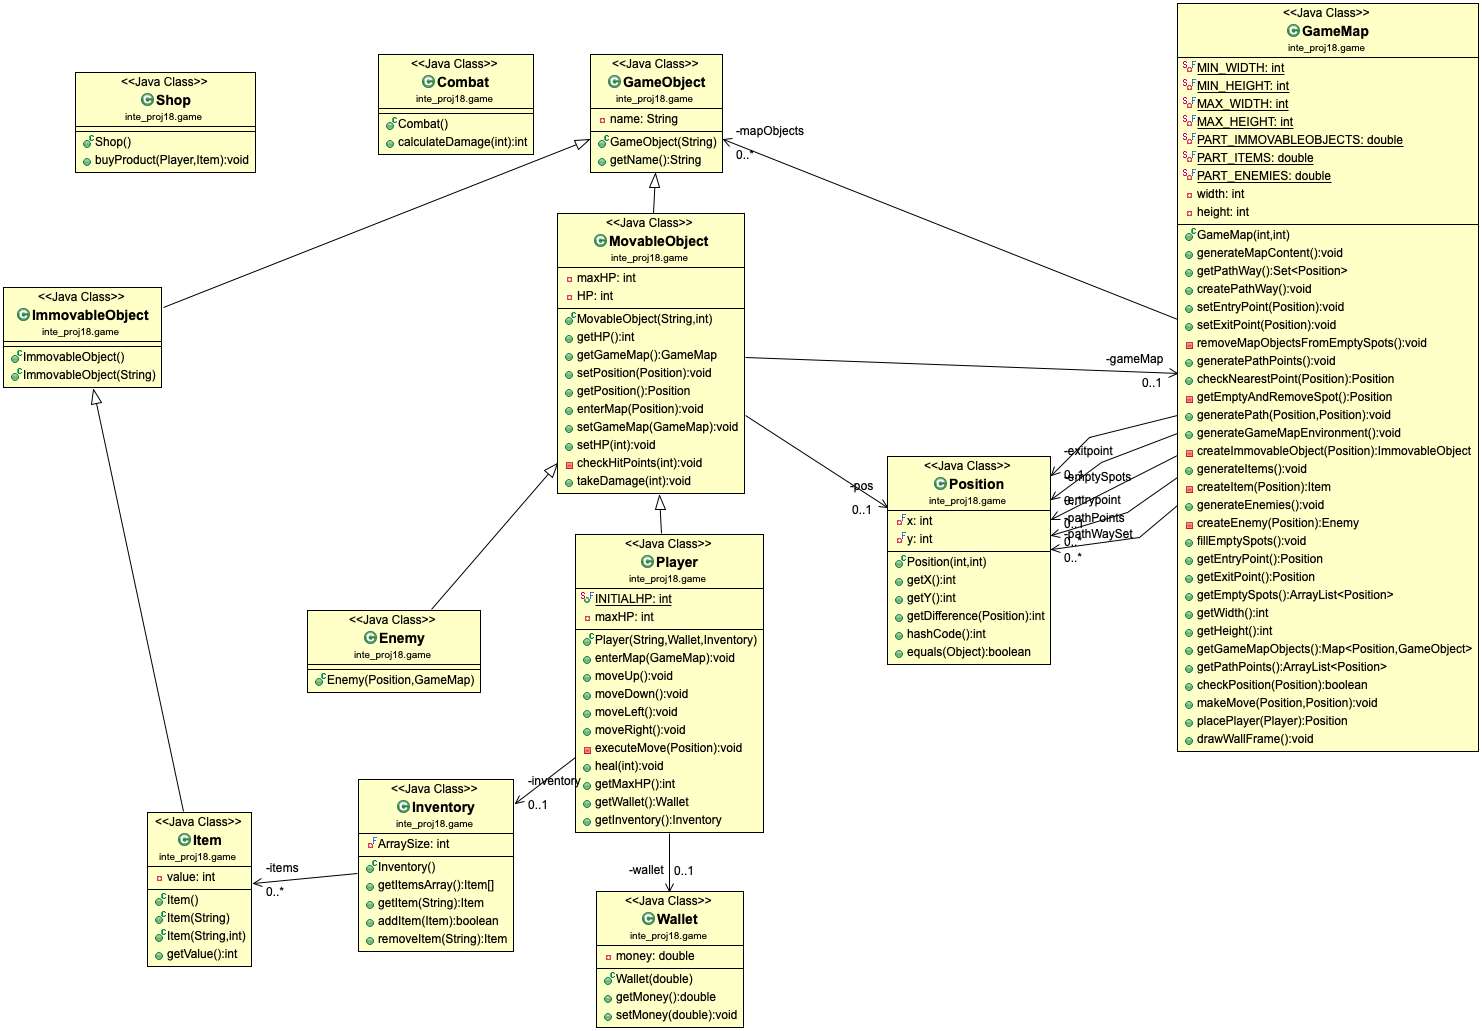 <<Java Class>>
Shop
inte_proj18.game
Shop()
buyProduct(Player,Item):void
<<Java Class>>
Combat
inte_proj18.game
Combat()
calculateDamage(int):int
<<Java Class>>
GameObject
inte_proj18.game
name: String
GameObject(String)
getName():String
-mapObjects
0..*
<<Java Class>>
GameMap
inte_proj18.game
MIN_WIDTH: int
MIN_HEIGHT: int
MAX_WIDTH: int
MAX_HEIGHT: int
PART_IMMOVABLEOBJECTS: double
PART_ITEMS: double
PART_ENEMIES: double
width: int
height: int
GameMap(int,int)
generateMapContent():void
getPathWay():Set<Position>
createPathWay():void
setEntryPoint(Position):void
setExitPoint(Position):void
removeMapObjectsFromEmptySpots():void
generatePathPoints():void
checkNearestPoint(Position):Position
getEmptyAndRemoveSpot():Position
generatePath(Position,Position):void
generateGameMapEnvironment():void
createImmovableObject(Position):ImmovableObject
generateItems():void
createItem(Position):Item
generateEnemies():void
createEnemy(Position):Enemy
fillEmptySpots():void
getEntryPoint():Position
getExitPoint():Position
getEmptySpots():ArrayList<Position>
getWidth():int
getHeight():int
getGameMapObjects():Map<Position,GameObject>
getPathPoints():ArrayList<Position>
checkPosition(Position):boolean
makeMove(Position,Position):void
placePlayer(Player):Position
drawWallFrame():void
<<Java Class>>
MovableObject
inte_proj18.game
maxHP: int
HP: int
MovableObject(String,int)
getHP():int
getGameMap():GameMap
setPosition(Position):void
getPosition():Position
enterMap(Position):void
setGameMap(GameMap):void
setHP(int):void
checkHitPoints(int):void
takeDamage(int):void
-gameMap
0..1
-pos
0..1
<<Java Class>>
ImmovableObject
inte_proj18.game
ImmovableObject()
ImmovableObject(String)
-exitpoint
-emptySpots
-entrypoint
-pathPoints
0..*
-pathWaySet
0..*
<<Java Class>>
Position
inte_proj18.game
x: int
y: int
Position(int,int)
getX():int
getY():int
getDifference(Position):int
hashCode():int
equals(Object):boolean
<<Java Class>>
Player
inte_proj18.game
INITIALHP: int
maxHP: int
Player(String,Wallet,Inventory)
enterMap(GameMap):void
moveUp():void
moveDown():void
moveLeft():void
moveRight():void
executeMove(Position):void
heal(int):void
getMaxHP():int
getWallet():Wallet
getInventory():Inventory
<<Java Class>>
Enemy
inte_proj18.game
Enemy(Position,GameMap)
-inventory
0..1
<<Java Class>>
Inventory
inte_proj18.game
ArraySize: int
Inventory()
getItemsArray():Item[]
getItem(String):Item
addItem(Item):boolean
removeItem(String):Item
-items
0..*
<<Java Class>>
Item
inte_proj18.game
value: int
Item()
Item(String)
Item(String,int)
getValue():int
-wallet
0..1
<<Java Class>>
Wallet
inte_proj18.game
money: double
Wallet(double)
getMoney():double
setMoney(double):void